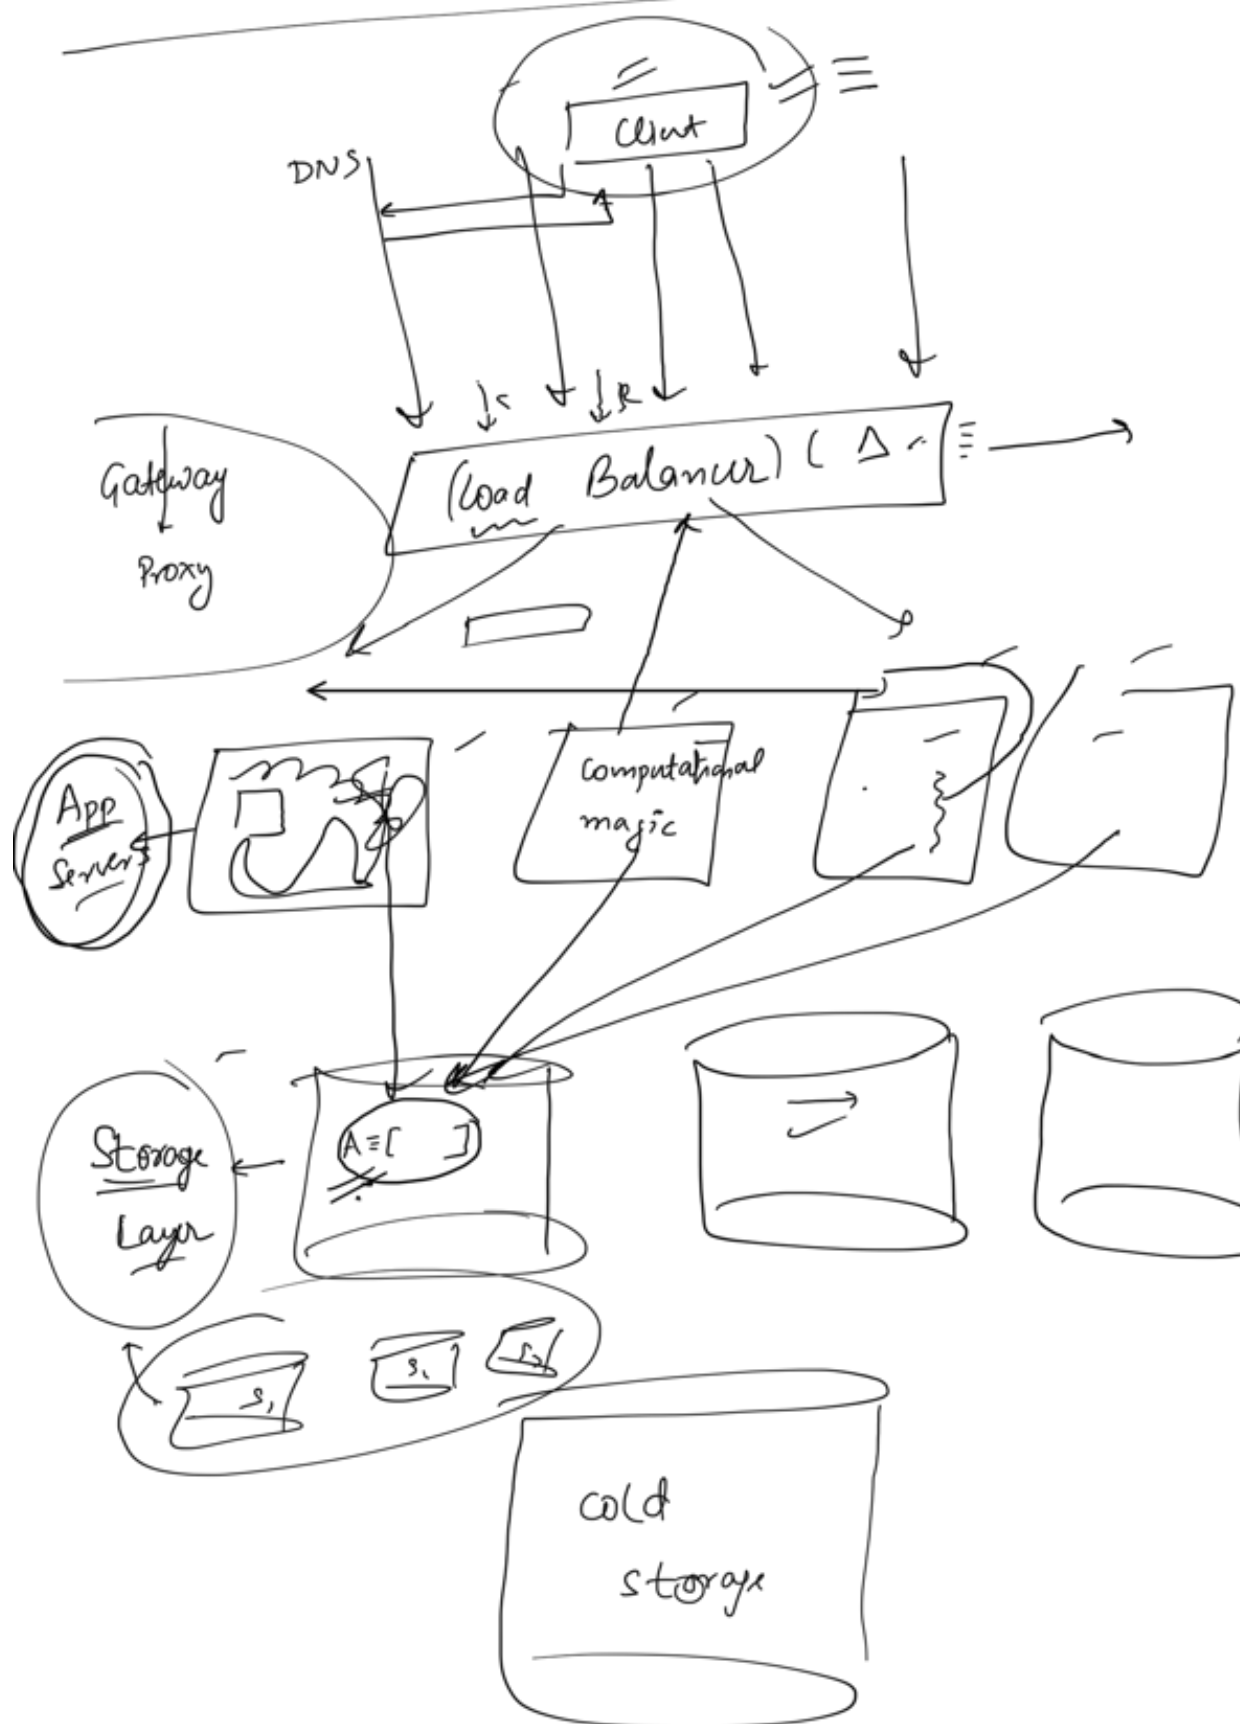 Client
DNS
R
(Load Balancer) ( Δ
Gateway
Proxy
Computational
magic
App
Servers
A = [ ]
Storage
Layer
S1
S1
cold
storage